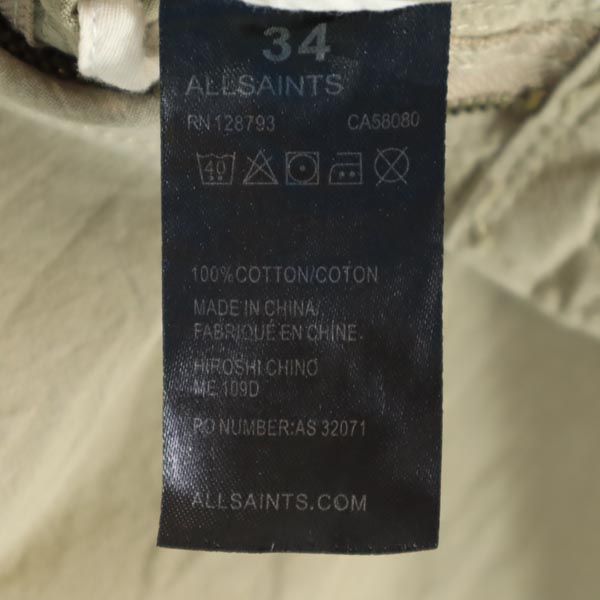 34
ALLSAINTS
RN 128793 CA58080
40
100% COTTON/COTON
MADE IN CHINA/
FABRIQUÉ EN CHINE.
HIROSHI CHINO
ME 109D
PO NUMBER:AS 32071
ALLSAINTS.COM